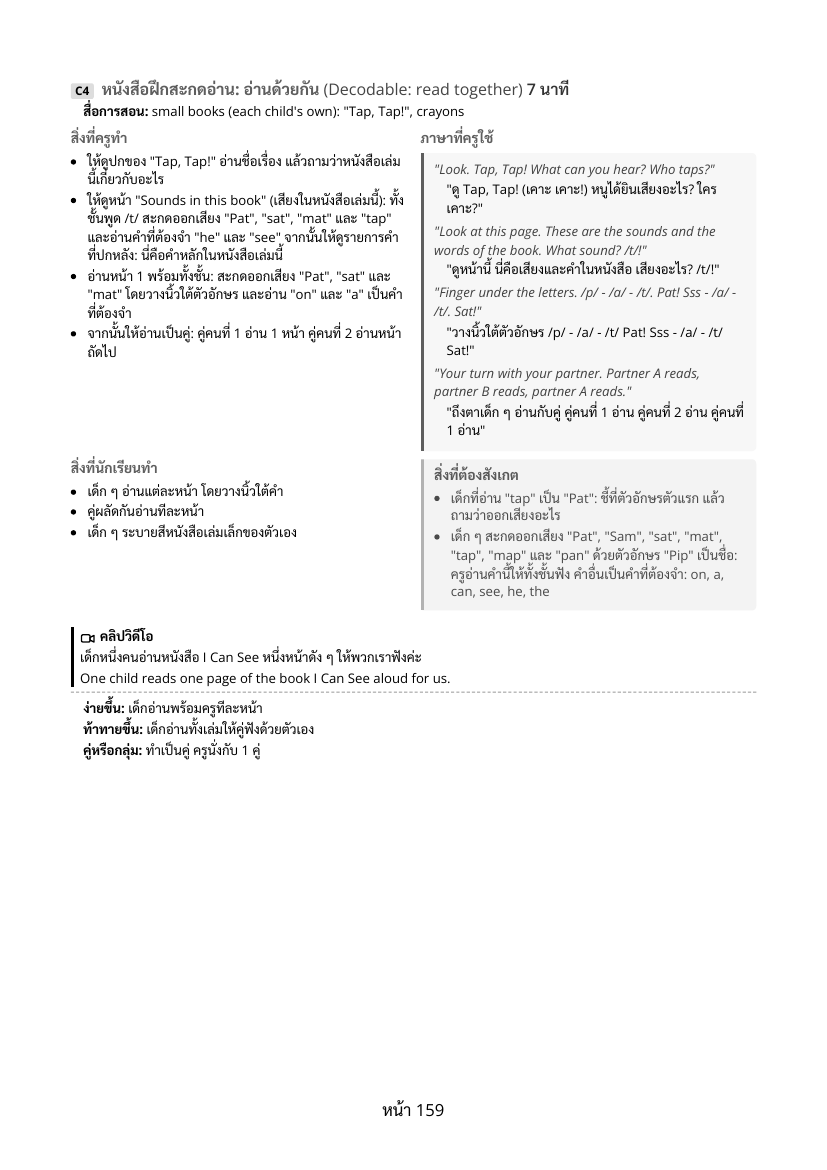 C4 หนังสือฝึกสะกดอ่าน: อ่านด้วยกัน (Decodable: read together) 7 นาที
สื่อการสอน: small books (each child's own): "Tap, Tap!", crayons
สิ่งที่ครูทำ
ให้ดูปกของ "Tap, Tap!" อ่านชื่อเรื่อง แล้วถามว่าหนังสือเล่ม
นี้เกี่ยวกับอะไร
ให้ดูหน้า "Sounds in this book" (เสียงในหนังสือเล่มนี้): ทั้ง
ชั้นพูด /t/ สะกดออกเสียง "Pat", "sat", "mat" และ "tap"
และอ่านคำที่ต้องจำ "he" และ "see" จากนั้นให้ดูรายการคำ
ที่ปกหลัง: นี่คือคำหลักในหนังสือเล่มนี้
อ่านหน้า 1 พร้อมทั้งชั้น: สะกดออกเสียง "Pat", "sat" และ
"mat" โดยวางนิ้วใต้ตัวอักษร และอ่าน "on" และ "a" เป็นคำ
ที่ต้องจำ
จากนั้นให้อ่านเป็นคู่: คู่คนที่ 1 อ่าน 1 หน้า คู่คนที่ 2 อ่านหน้า
ถัดไป
ภาษาที่ครูใช้
"Look. Tap, Tap! What can you hear? Who taps?"
"ดู Tap, Tap! (เคาะ เคาะ!) หนูได้ยินเสียงอะไร? ใคร
เคาะ?"
"Look at this page. These are the sounds and the
words of the book. What sound? /t/!"
"ดูหน้านี้ นี่คือเสียงและคำในหนังสือ เสียงอะไร? /t/!"
"Finger under the letters. /p/ - /a/ - /t/. Pat! Sss - /a/ -
/t/. Sat!"
"วางนิ้วใต้ตัวอักษร /p/ - /a/ - /t/ Pat! Sss - /a/ - /t/
Sat!"
"Your turn with your partner. Partner A reads,
partner B reads, partner A reads."
"ถึงตาเด็ก ๆ อ่านกับคู่ คู่คนที่ 1 อ่าน คู่คนที่ 2 อ่าน คู่คนที่
1 อ่าน"
สิ่งที่นักเรียนทำ
เด็ก ๆ อ่านแต่ละหน้า โดยวางนิ้วใต้คำ
คู่ผลัดกันอ่านทีละหน้า
เด็ก ๆ ระบายสีหนังสือเล่มเล็กของตัวเอง
สิ่งที่ต้องสังเกต
เด็กที่อ่าน "tap" เป็น "Pat": ชี้ที่ตัวอักษรตัวแรก แล้ว
ถามว่าออกเสียงอะไร
เด็ก ๆ สะกดออกเสียง "Pat", "Sam", "sat", "mat",
"tap", "map" และ "pan" ด้วยตัวอักษร "Pip" เป็นชื่อ:
ครูอ่านคำนี้ให้ทั้งชั้นฟัง คำอื่นเป็นคำที่ต้องจำ: on, a,
can, see, he, the
คลิปวิดีโอ
เด็กหนึ่งคนอ่านหนังสือ I Can See หนึ่งหน้าดัง ๆ ให้พวกเราฟังค่ะ
One child reads one page of the book I Can See aloud for us.
ง่ายขึ้น: เด็กอ่านพร้อมครูทีละหน้า
ท้าทายขึ้น: เด็กอ่านทั้งเล่มให้คู่ฟังด้วยตัวเอง
คู่หรือกลุ่ม: ทำเป็นคู่ ครูนั่งกับ 1 คู่
หน้า 159